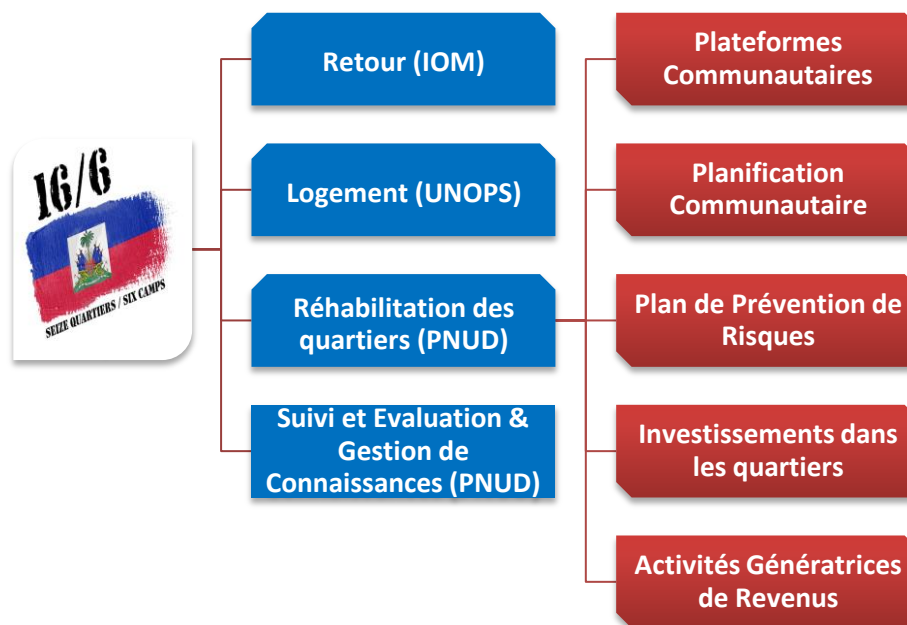 16/6
SEIZE QUARTIERS / SIX CAMPS
Retour (IOM)
Logement (UNOPS)
Réhabilitation des
quartiers (PNUD)
Suivi et Evaluation &
Gestion de
Connaissances (PNUD)
Plateformes
Communautaires
Planification
Communautaire
Plan de Prévention de
Risques
Investissements dans
les quartiers
Activités Génératrices
de Revenus